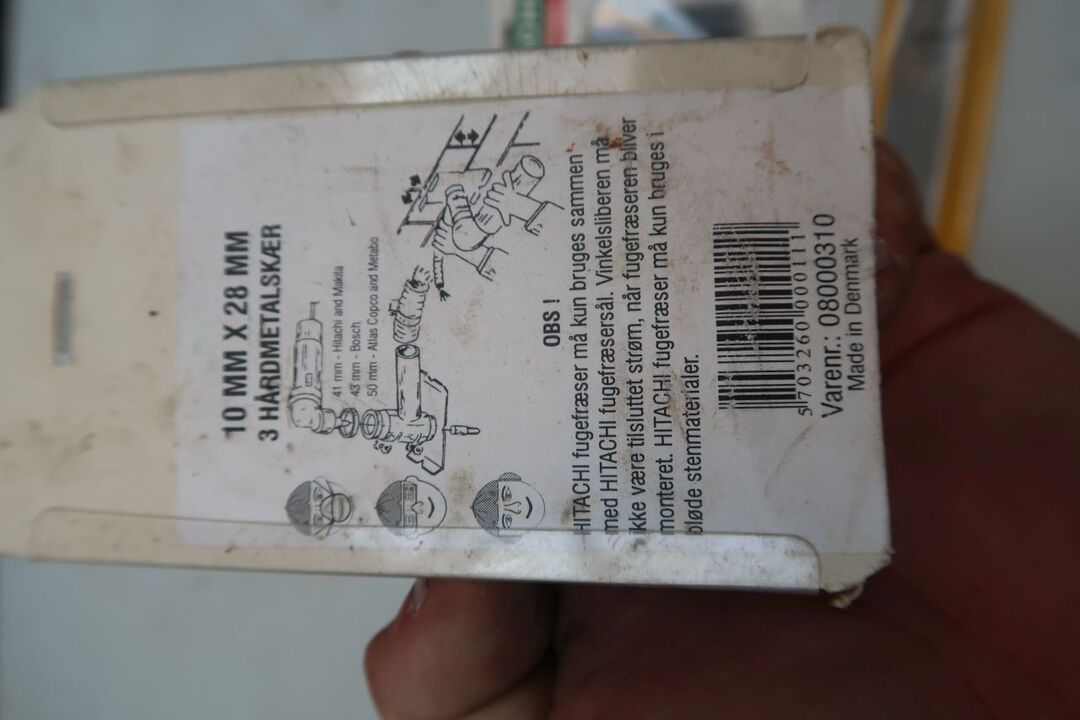 10 MM X 28 MM
3 HÅRDMETALSKÆR
41 mm - Hitachi and Makita
43 mm - Bosch
50 mm - Atlas Copco and Metabo
OBS !
HITACHI fugefræser må kun bruges sammen
med HITACHI fugefræsersål. Vinkelsliberen må
ikke være tilsluttet strøm, når fugefræseren bliver
monteret. HITACHI fugefræser må kun bruges i
bløde stenmaterialer.
5 703260 000111
Varenr.: 08000310
Made in Denmark